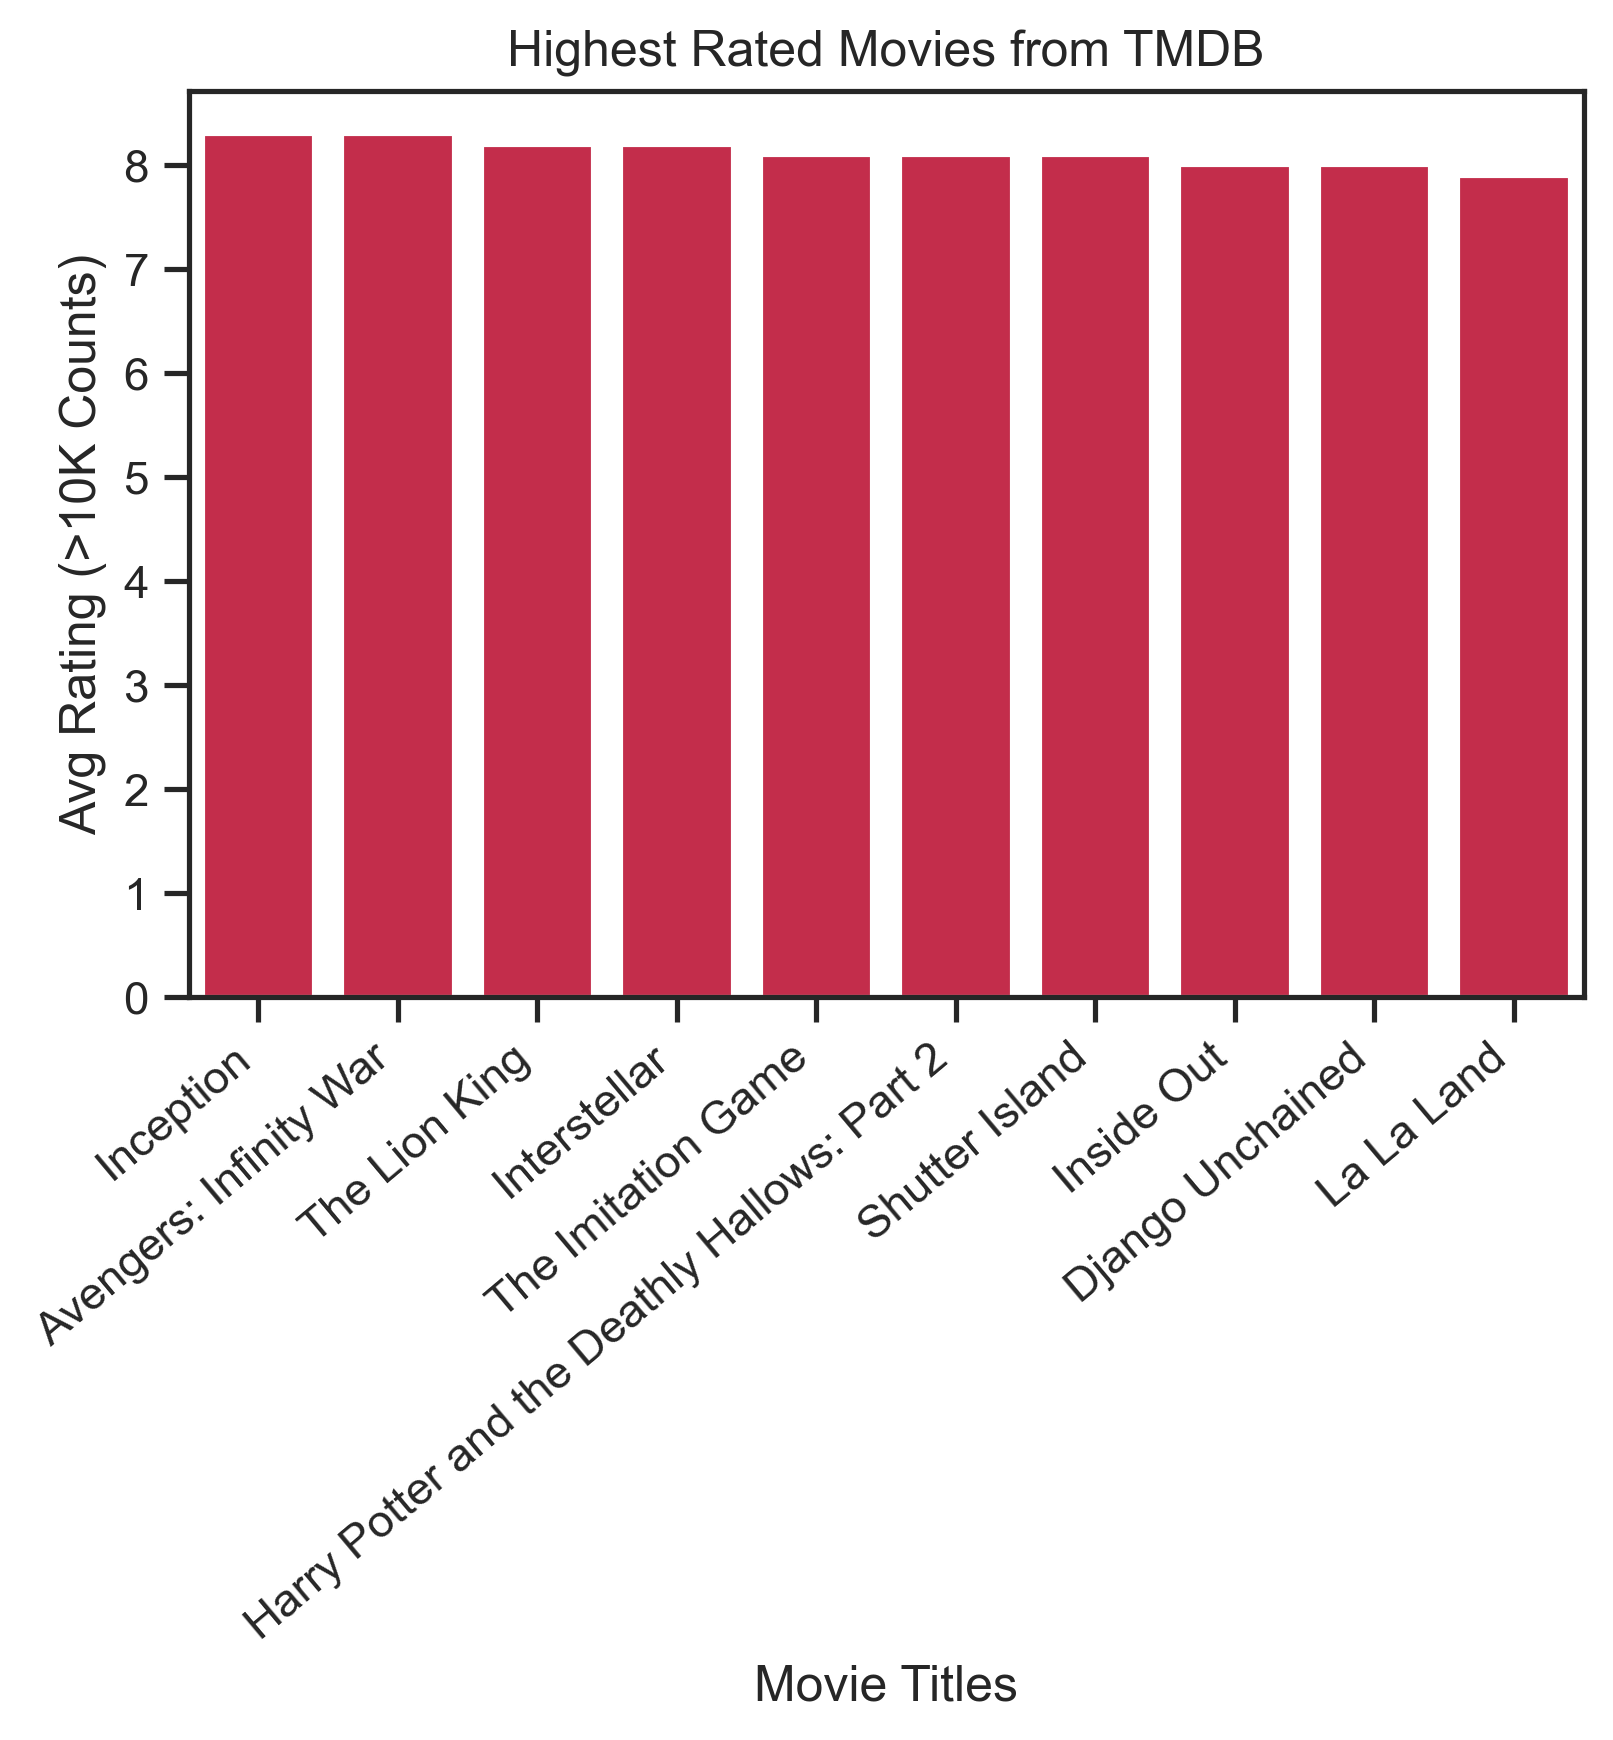 Highest Rated Movies from TMDB
Avg Rating (>10K Counts)
8
7
6
5
4
3
2
1
0
Inception
Avengers: Infinity War
The Lion King
Interstellar
The Imitation Game
Harry Potter and the Deathly Hallows: Part 2
Shutter Island
Inside Out
Django Unchained
La La Land
Movie Titles